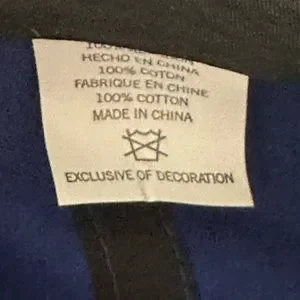 HECHO EN CHINA
100% COTON
FABRIQUE EN CHINE
100% COTTON
MADE IN CHINA
EXCLUSIVE OF DECORATION